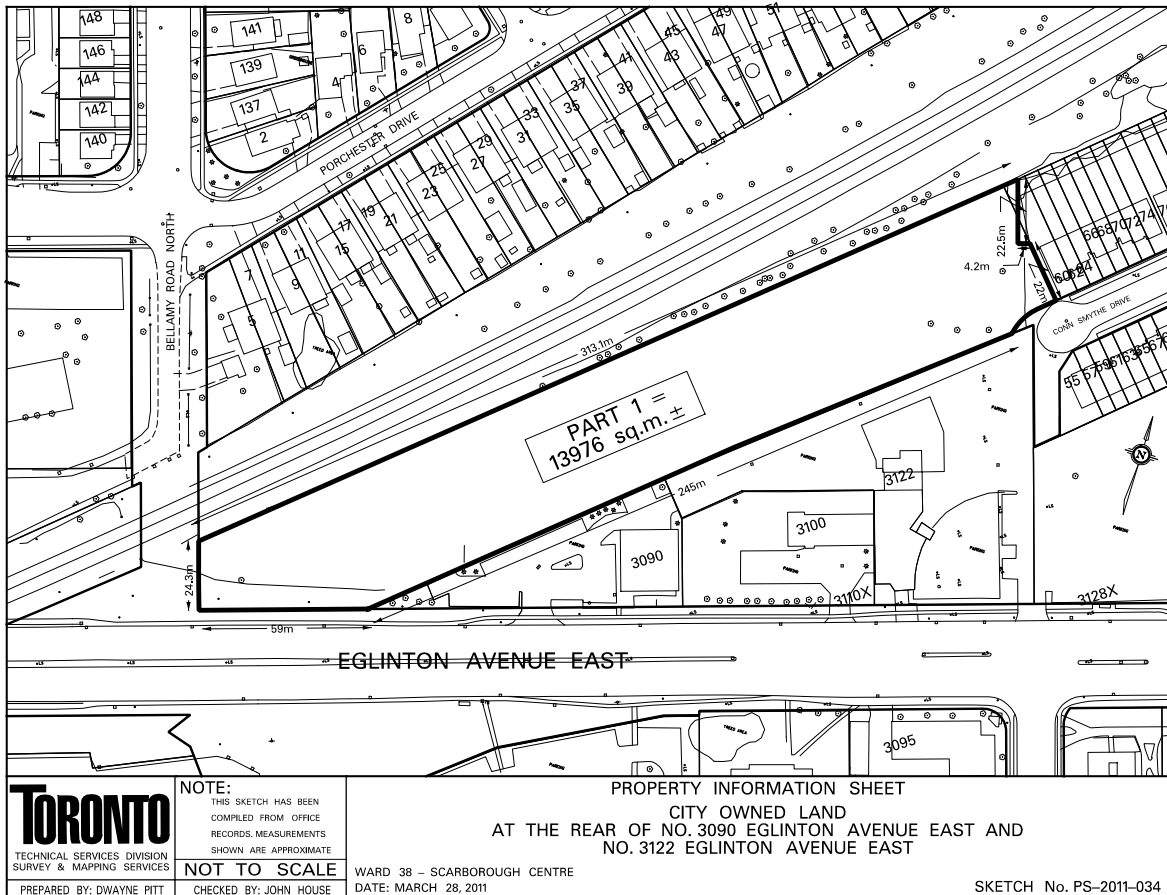 148
146
144
142
140
141
139
137
2
4
6
8
PORCHESTER DRIVE
BELLAMY ROAD NORTH
5
7
9
11
15
17
19
21
23
25
27
29
31
33
35
37
39
41
43
45
47
49
51
TREED AREA
313.1m
22.5m
4.2m
22m
CONN SMYTHE DRIVE
PART 1 =
13976 sq.m. ±
245m
24.3m
59m
PARKING
3090
3100
3122
3110X
3128X
N
EGLINTON AVENUE EAST
TREED AREA
PARKING
3095
TORONTO
TECHNICAL SERVICES DIVISION
SURVEY & MAPPING SERVICES
PREPARED BY: DWAYNE PITT
NOTE:
THIS SKETCH HAS BEEN
COMPILED FROM OFFICE
RECORDS. MEASUREMENTS
SHOWN ARE APPROXIMATE
NOT TO SCALE
CHECKED BY: JOHN HOUSE
PROPERTY INFORMATION SHEET
CITY OWNED LAND
AT THE REAR OF NO. 3090 EGLINTON AVENUE EAST AND
NO. 3122 EGLINTON AVENUE EAST
WARD 38 – SCARBOROUGH CENTRE
DATE: MARCH 28, 2011
SKETCH No. PS-2011-034